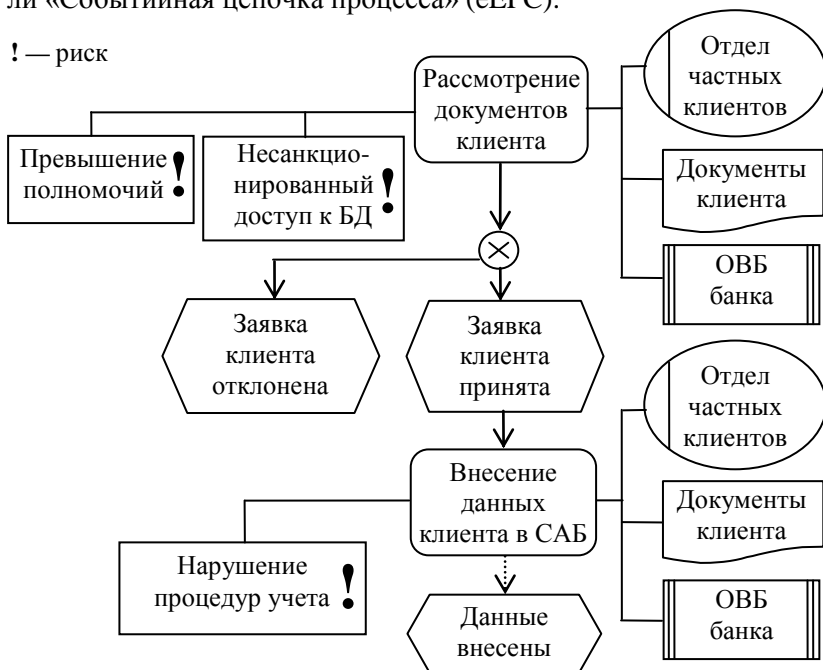 ли «Событийная цепочка процесса» (eEPC).
! — риск
Рассмотрение
документов
клиента
Отдел
частных
клиентов
Превышение
полномочий !
Несанкцио-
нированный
доступ к БД !
Документы
клиента
ОВБ
банка
Заявка
клиента
отклонена
Заявка
клиента
принята
Отдел
частных
клиентов
Внесение
данных
клиента в САБ
Документы
клиента
Нарушение
процедур учета !
ОВБ
банка
Данные
внесены